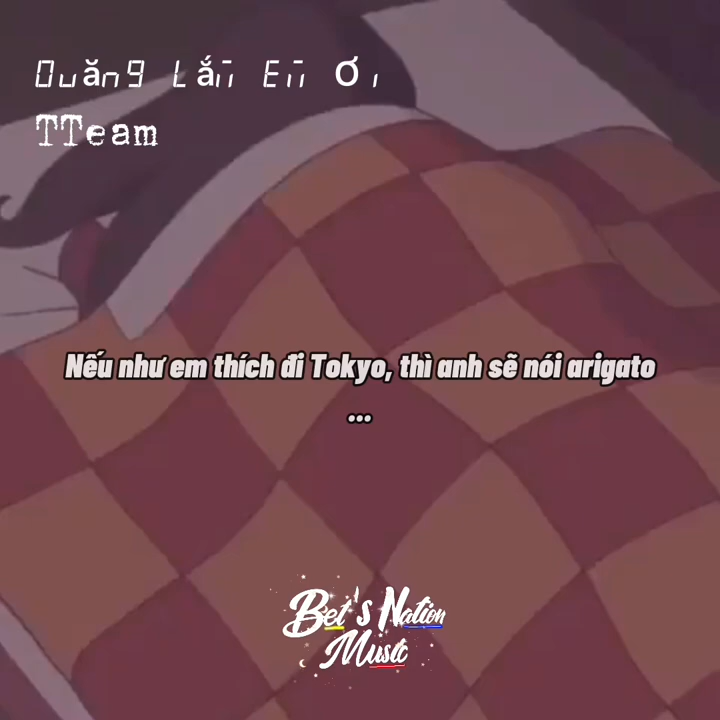 Quăng Lắm Em Ơi
TTeam
Nếu như em thích đi Tokyo, thì anh sẽ nói arigato
...
Bet's Nation
Music